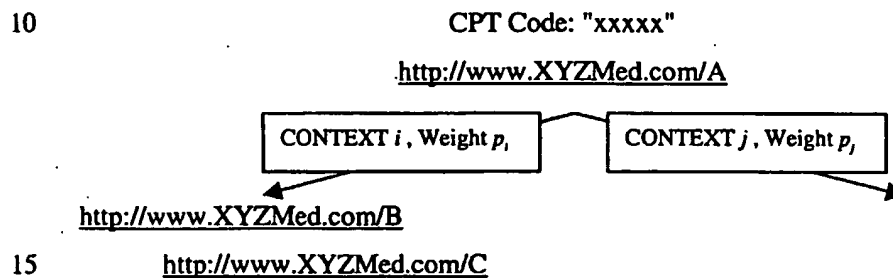 10 CPT Code: "xxxxx"
http://www.XYZMed.com/A
CONTEXT i, Weight p_i CONTEXT j, Weight p_j
http://www.XYZMed.com/B
15 http://www.XYZMed.com/C